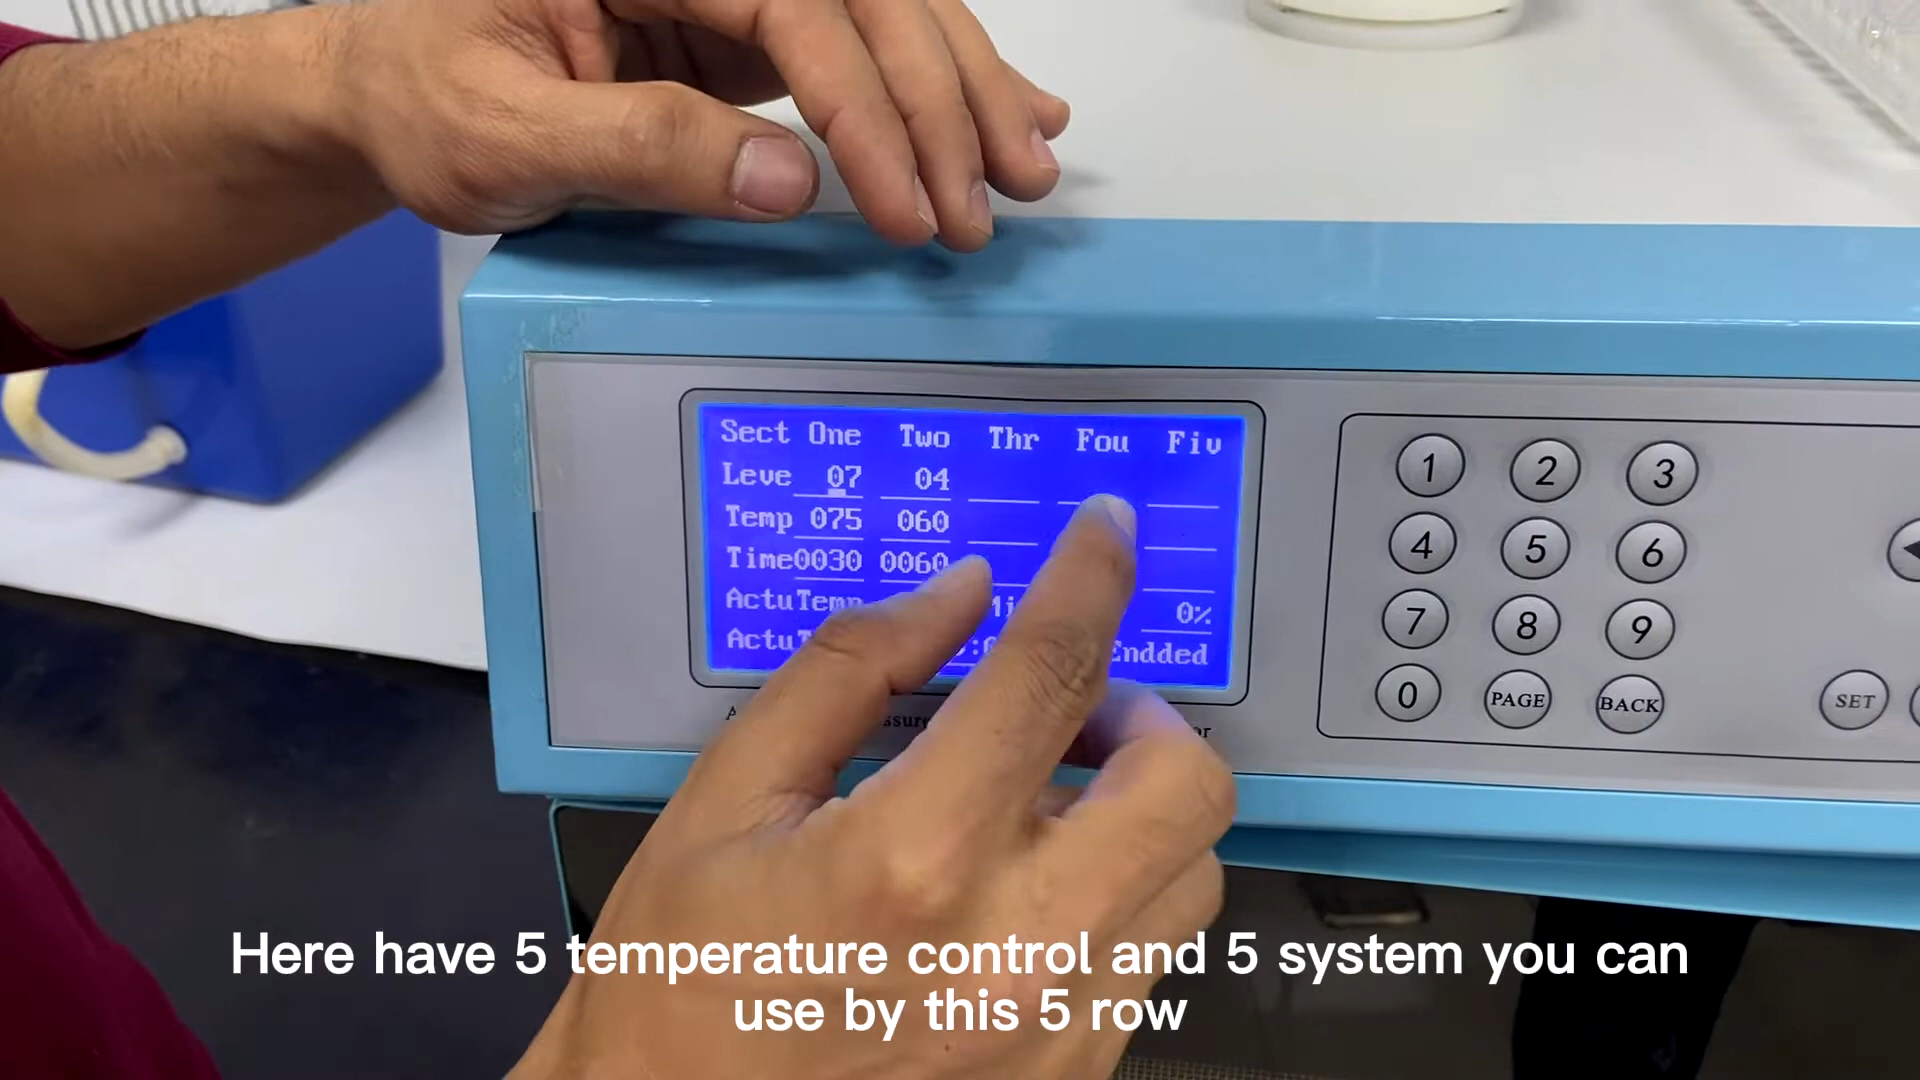 Sect One Two Thr Fou Fiv
Leve 07 04
Temp 075 060
Time0030 0060
ActuTemp 0%
Actu Endded
1 2 3
4 5 6
7 8 9
0 PAGE BACK
SET
Here have 5 temperature control and 5 system you can
use by this 5 row